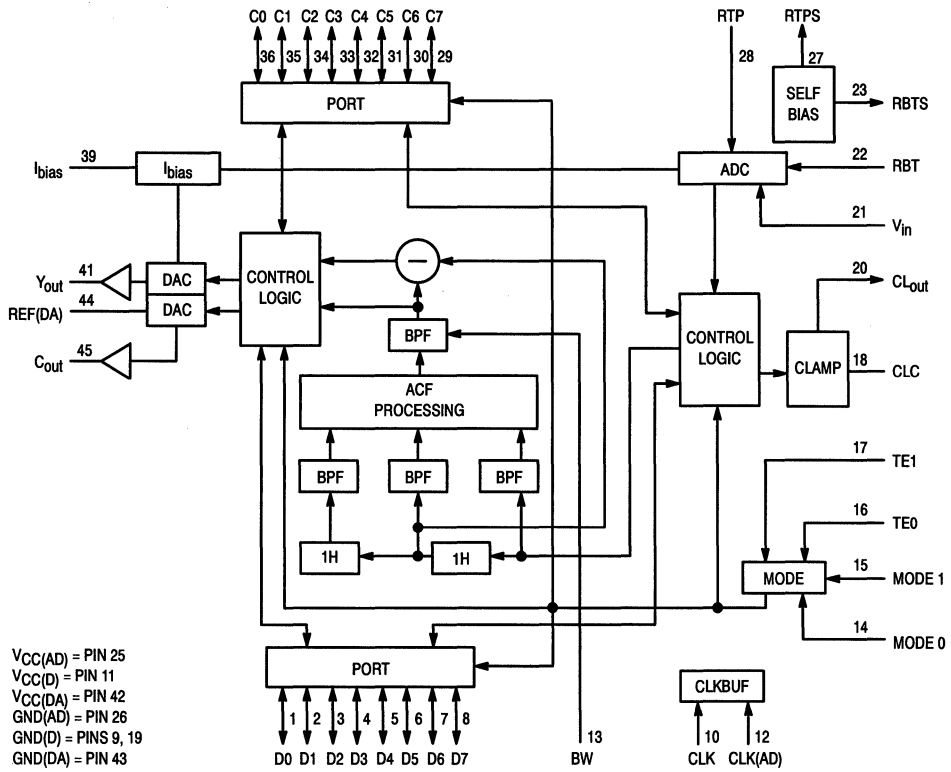 C0 C1 C2 C3 C4 C5 C6 C7
RTP
RTPS
36 35 34 33 32 31 30 29
28
27
PORT
SELF
BIAS
23
RBTS
39
Ibias
Ibias
ADC
22
RBT
21
Vin
41
Yout
DAC
CONTROL
LOGIC
−
20
CLout
44
REF(DA)
DAC
BPF
CONTROL
LOGIC
CLAMP
18
CLC
45
Cout
ACF
PROCESSING
BPF
BPF
BPF
17
TE1
16
TE0
1H
1H
MODE
15
MODE 1
14
MODE 0
PORT
CLKBUF
VCC(AD) = PIN 25
VCC(D) = PIN 11
VCC(DA) = PIN 42
GND(AD) = PIN 26
GND(D) = PINS 9, 19
GND(DA) = PIN 43
1 2 3 4 5 6 7 8
13
10
12
D0 D1 D2 D3 D4 D5 D6 D7
BW
CLK
CLK(AD)